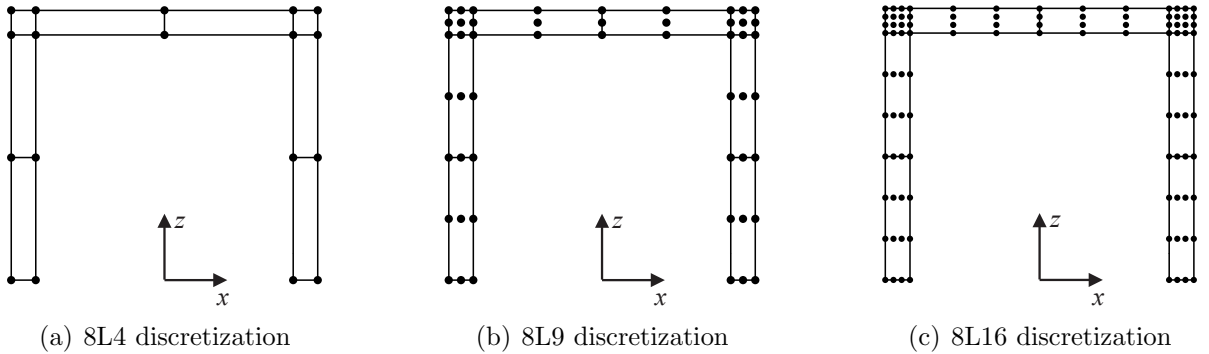 z
x
z
x
z
x
(a) 8L4 discretization
(b) 8L9 discretization
(c) 8L16 discretization